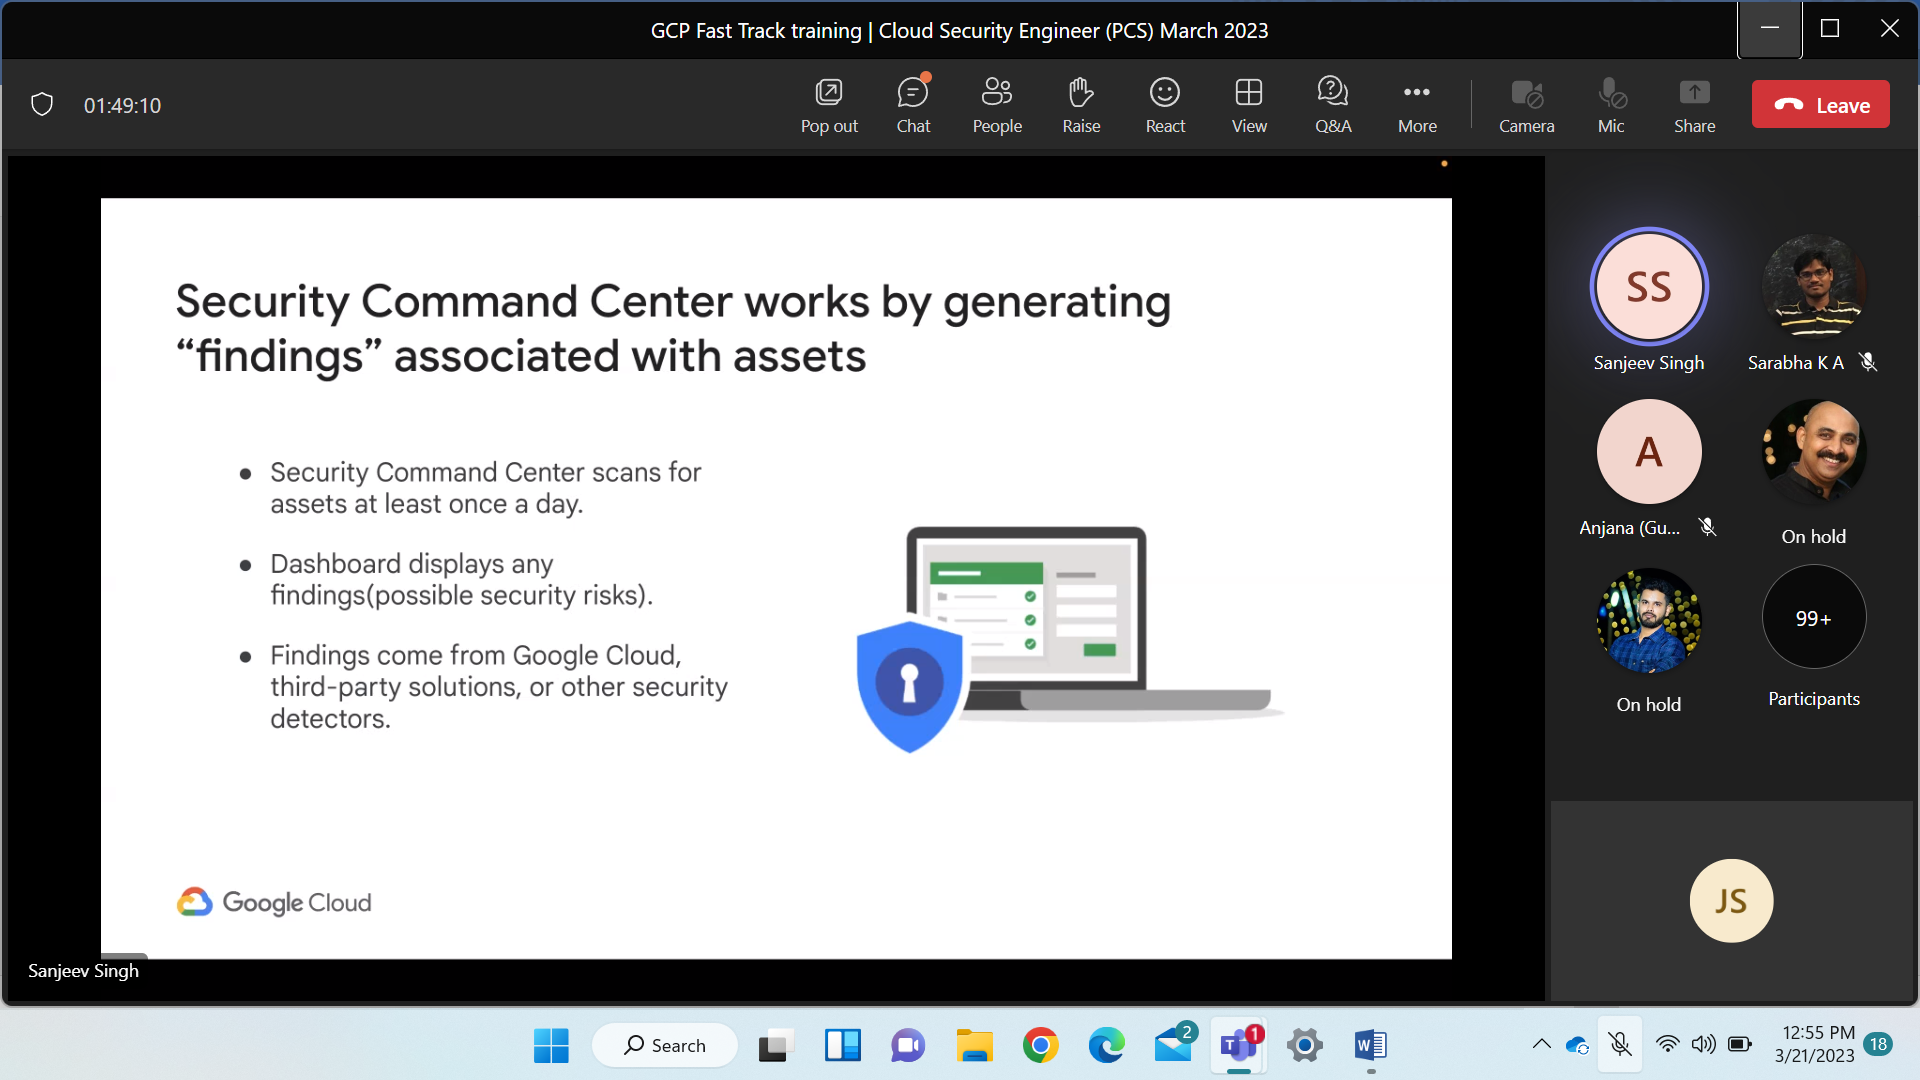 GCP Fast Track training | Cloud Security Engineer (PCS) March 2023
01:49:10
Pop out
Chat
People
Raise
React
View
Q&A
More
Camera
Mic
Share
Leave
Security Command Center works by generating
“findings” associated with assets
● Security Command Center scans for
assets at least once a day.
● Dashboard displays any
findings(possible security risks).
● Findings come from Google Cloud,
third-party solutions, or other security
detectors.
Google Cloud
Sanjeev Singh
SS
Sanjeev Singh
Sarabha K A
A
Anjana (Gu...
On hold
On hold
99+
Participants
JS
Search
2
1
12:55 PM
3/21/2023
18